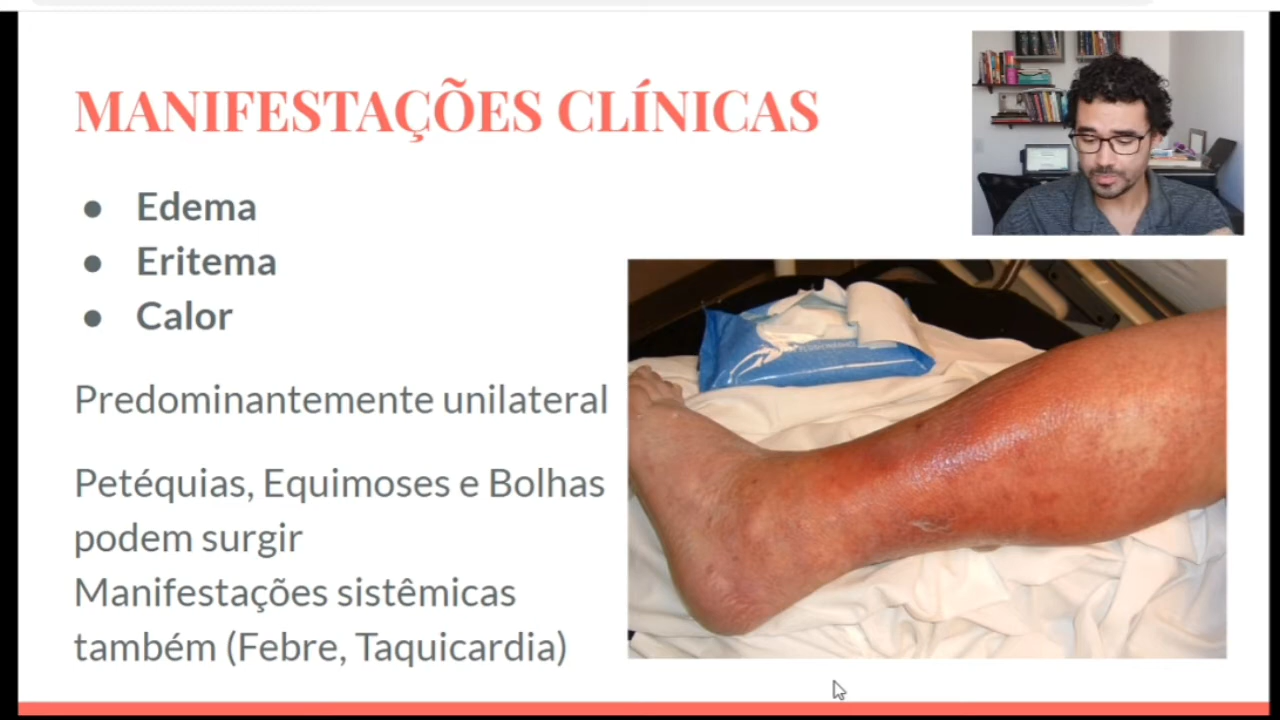 MANIFESTAÇÕES CLÍNICAS
● Edema
● Eritema
● Calor
Predominantemente unilateral
Petéquias, Equimoses e Bolhas
podem surgir
Manifestações sistêmicas
também (Febre, Taquicardia)